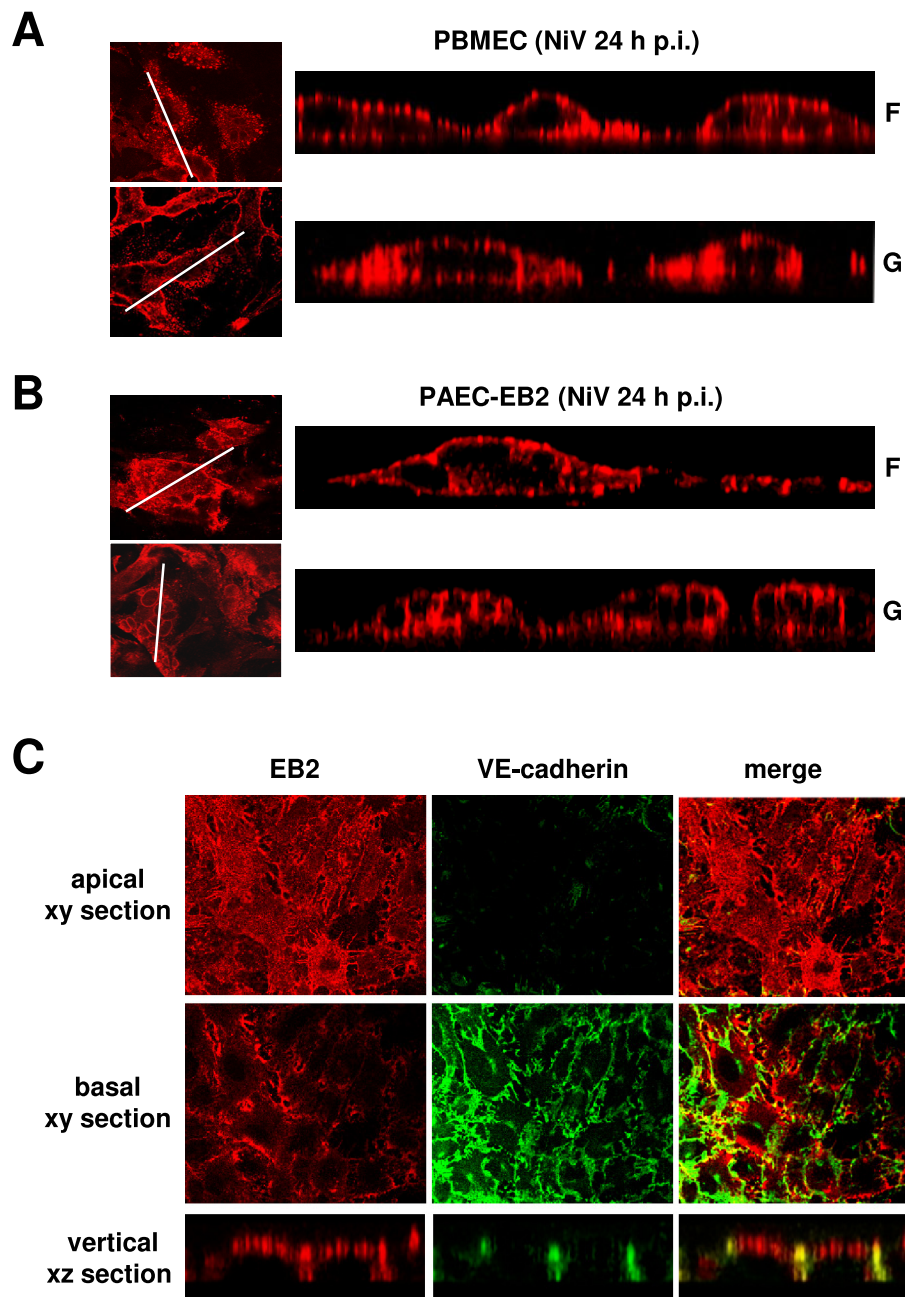 A
PBMEC (NiV 24 h p.i.)
F
G
B
PAEC-EB2 (NiV 24 h p.i.)
F
G
C
EB2 VE-cadherin merge
apical
xy section
basal
xy section
vertical
xz section